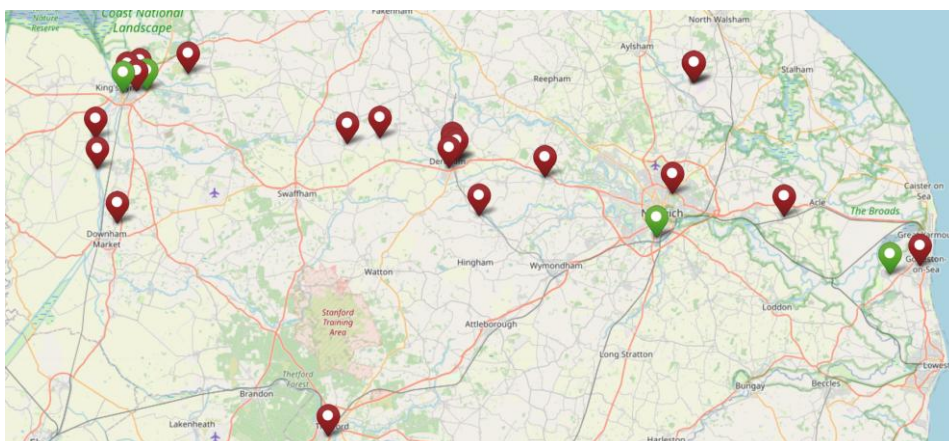 Coast National
Landscape
Nature
Reserve
Fakenham
North Walsham
Aylsham
Stalham
Reepham
King's
Swaffham
Acle
Caister on
Sea
The Broads
Downham
Market
Hingham
Wymondham
Watton
on-Sea
Loddon
Stanford
Training
Area
Attleborough
Long Stratton
Thetford
Forest
Brandon
Bungay
Beccles
Lakenheath
Harleston